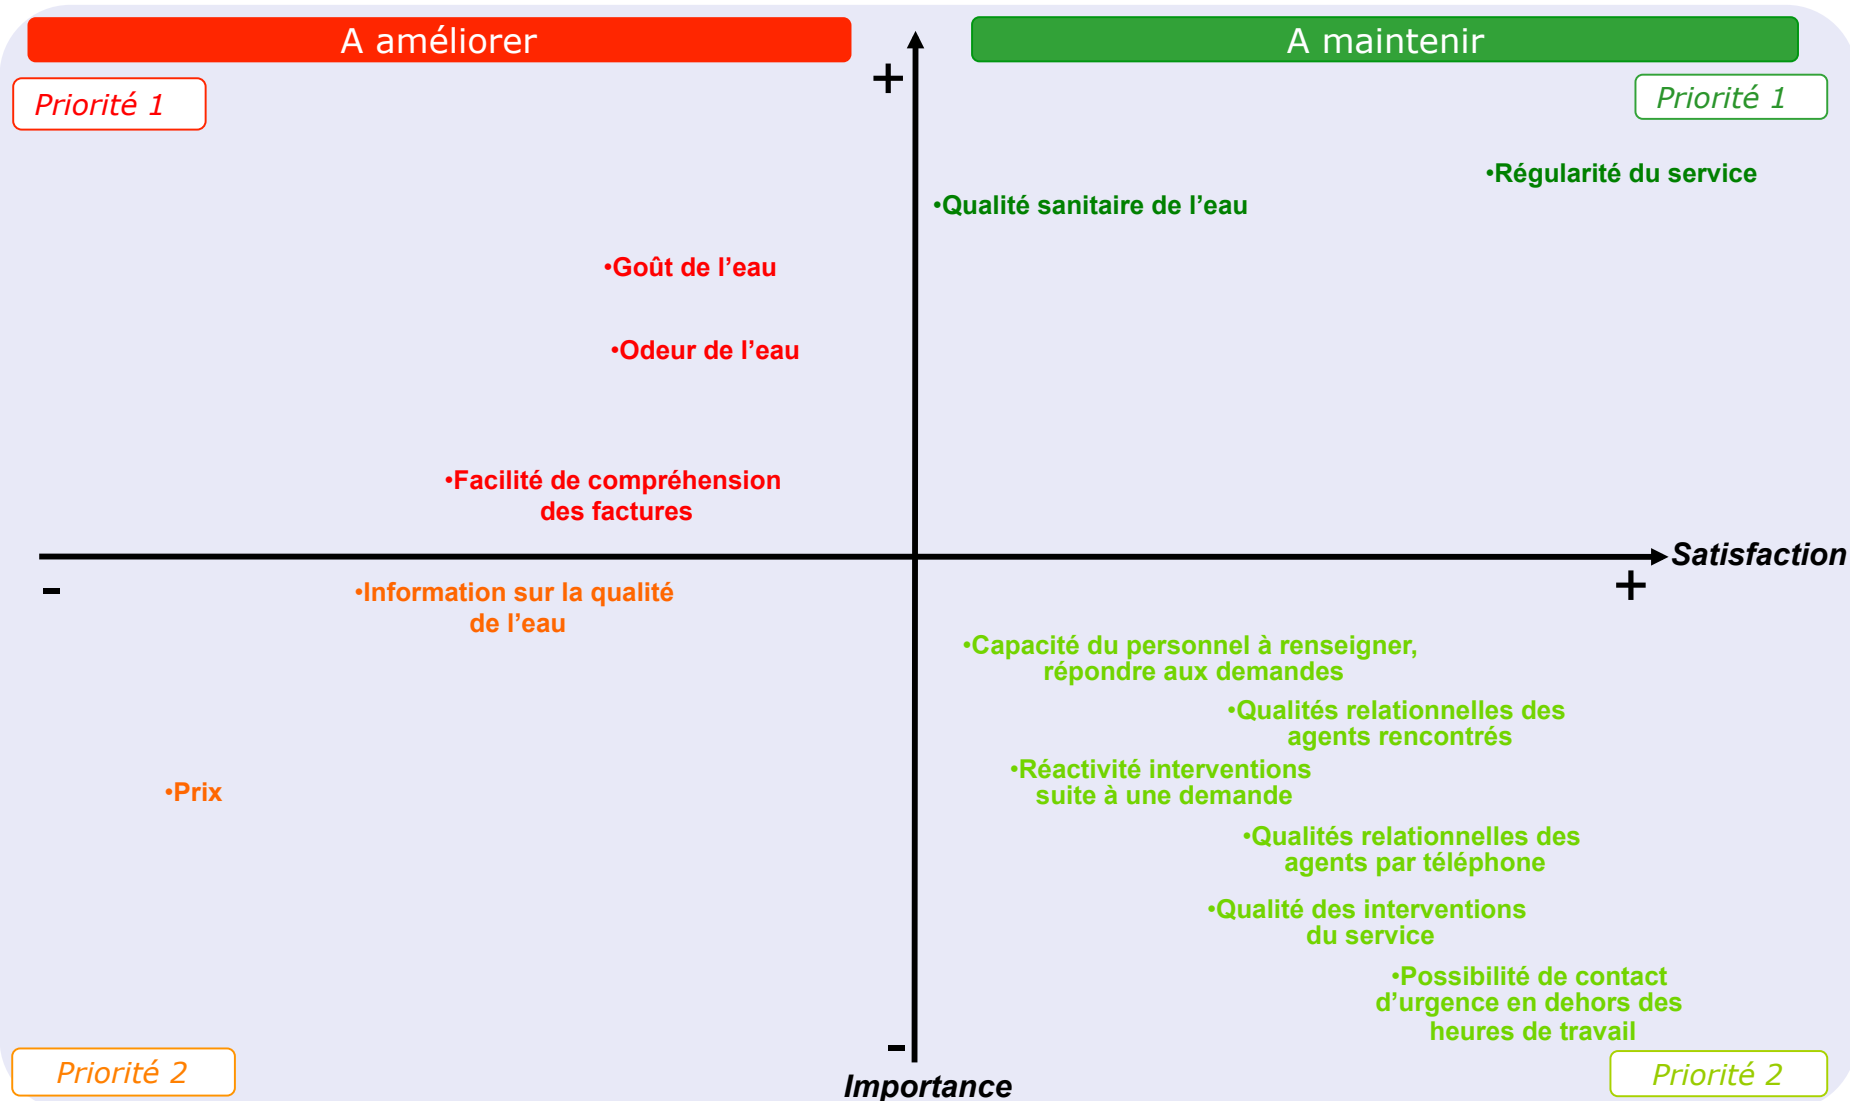 A améliorer
A maintenir
+
Priorité 1
Priorité 1
•Régularité du service
•Qualité sanitaire de l’eau
•Goût de l’eau
•Odeur de l’eau
•Facilité de compréhension
des factures
Satisfaction
-
+
•Information sur la qualité
de l’eau
•Capacité du personnel à renseigner,
répondre aux demandes
•Qualités relationnelles des
agents rencontrés
•Réactivité interventions
suite à une demande
•Prix
•Qualités relationnelles des
agents par téléphone
•Qualité des interventions
du service
•Possibilité de contact
d’urgence en dehors des
heures de travail
-
Priorité 2
Priorité 2
Importance